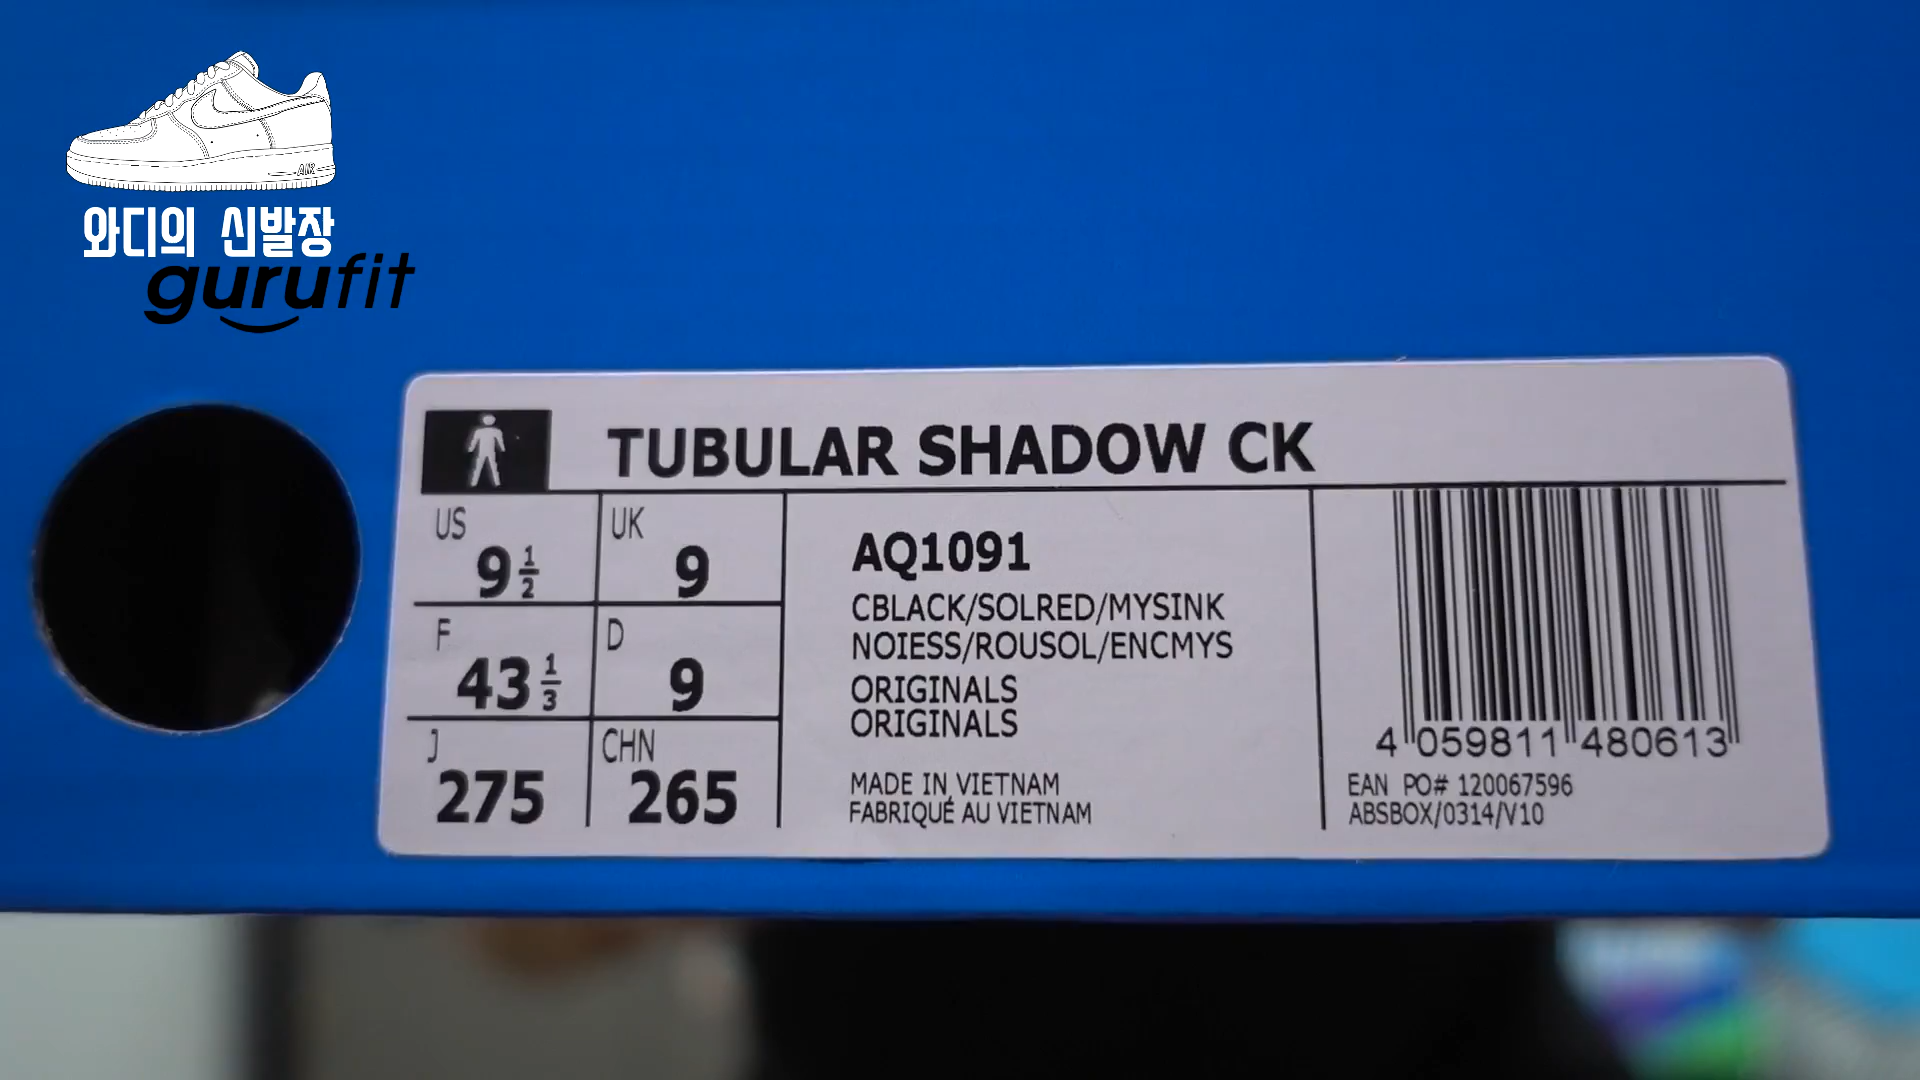 AIR
와디의 신발장
gurufit
TUBULAR SHADOW CK
US
9 1/2
UK
9
F
43 1/3
D
9
J
275
CHN
265
AQ1091
CBLACK/SOLRED/MYSINK
NOIESS/ROUSOL/ENCMYS
ORIGINALS
ORIGINALS
MADE IN VIETNAM
FABRIQUÉ AU VIETNAM
4 059811 480613
EAN PO# 120067596
ABSBOX/0314/V10